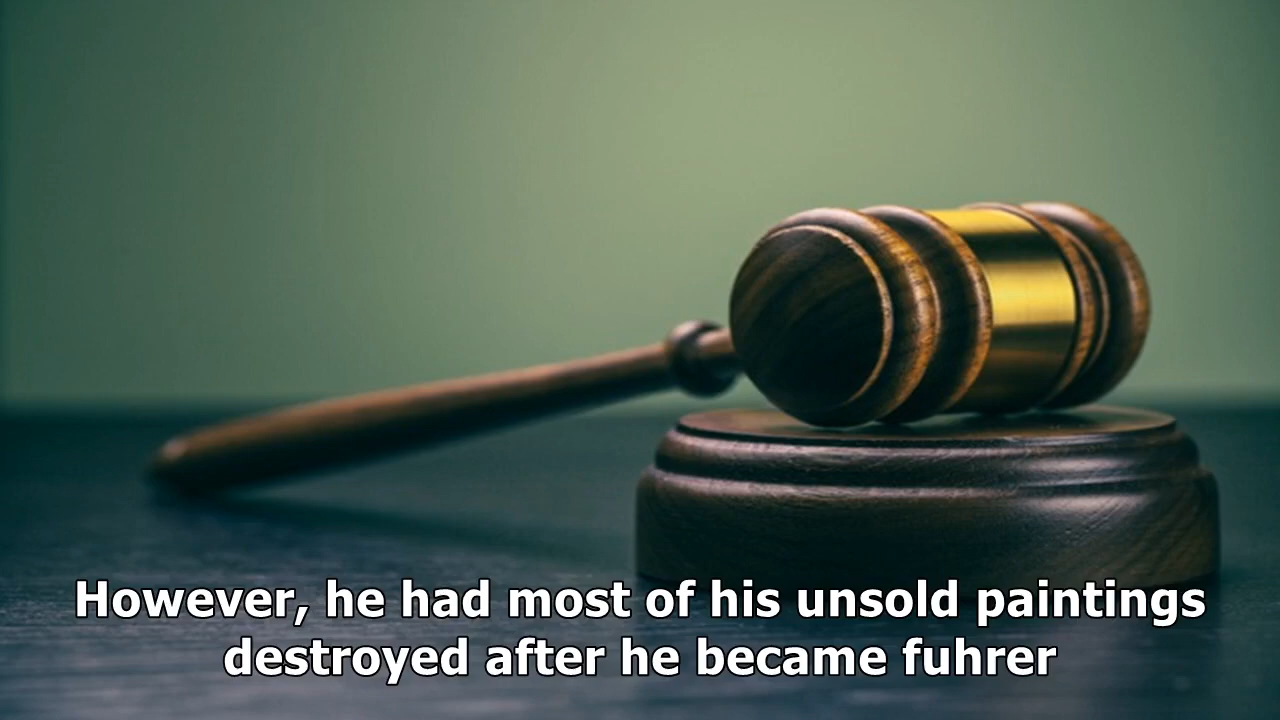 However, he had most of his unsold paintings
destroyed after he became fuhrer